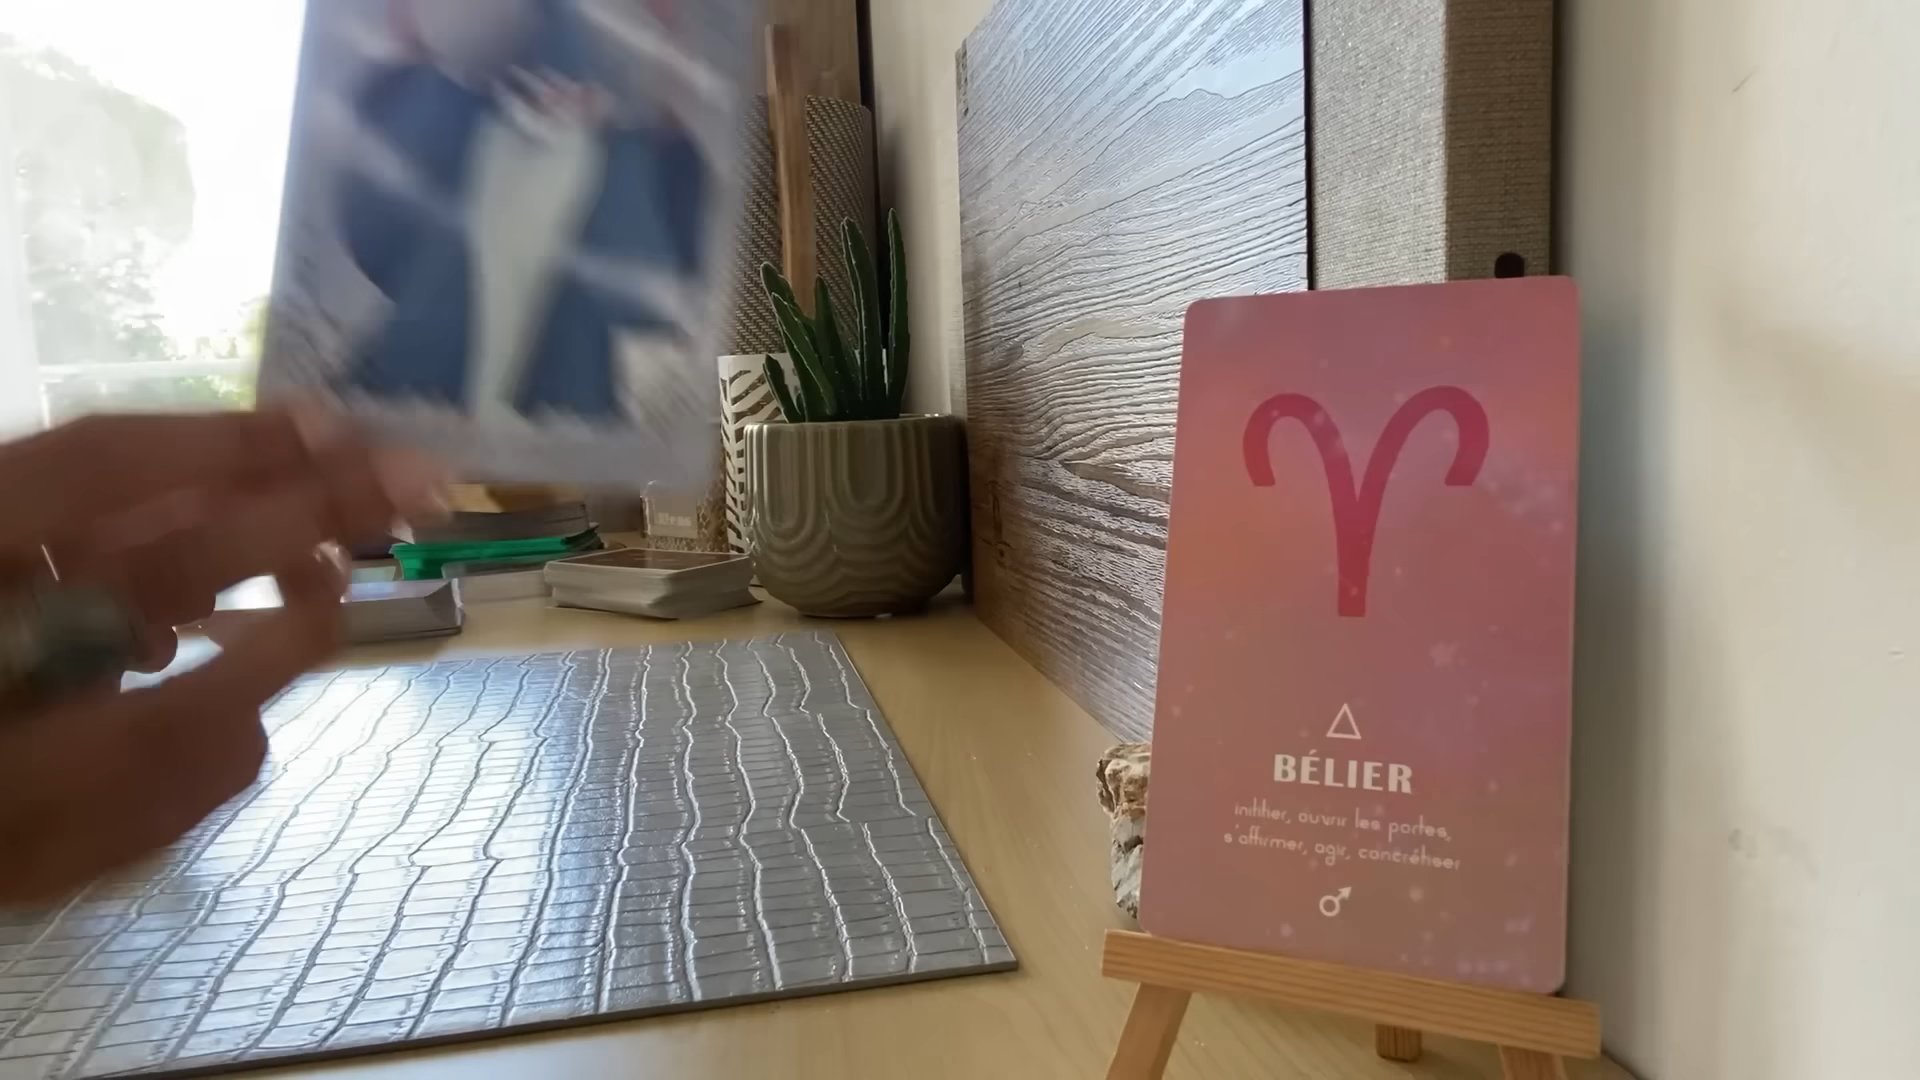 BÉLIER
initier, ouvrir les portes,
s'affirmer, agir, concrétiser